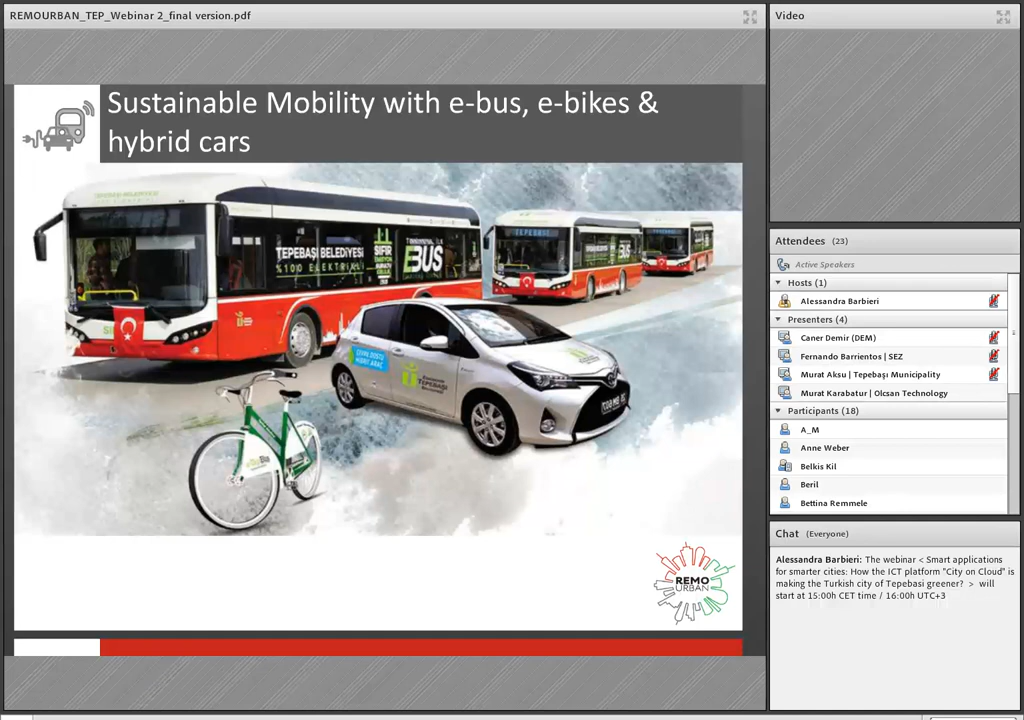 REMOURBAN_TEP_Webinar 2_final version.pdf
Sustainable Mobility with e-bus, e-bikes &
hybrid cars
TEPEBAŞI BELEDİYESİ
%100 ELEKTRİKLİ
SIFIR
EBUS
TEPEBAŞI
TEPEBAŞI
BUS
REMO
URBAN
Video
Attendees (23)
Active Speakers
Hosts (1)
Alessandra Barbieri
Presenters (4)
Caner Demir (DEM)
Fernando Barrientos | SEZ
Murat Aksu | Tepebaşı Municipality
Murat Karabatur | Olcsan Technology
Participants (18)
A_M
Anne Weber
Belkis Kil
Beril
Bettina Remmele
Chat (Everyone)
Alessandra Barbieri: The webinar < Smart applications
for smarter cities: How the ICT platform "City on Cloud" is
making the Turkish city of Tepebasi greener? > will
start at 15:00h CET time / 16:00h UTC+3